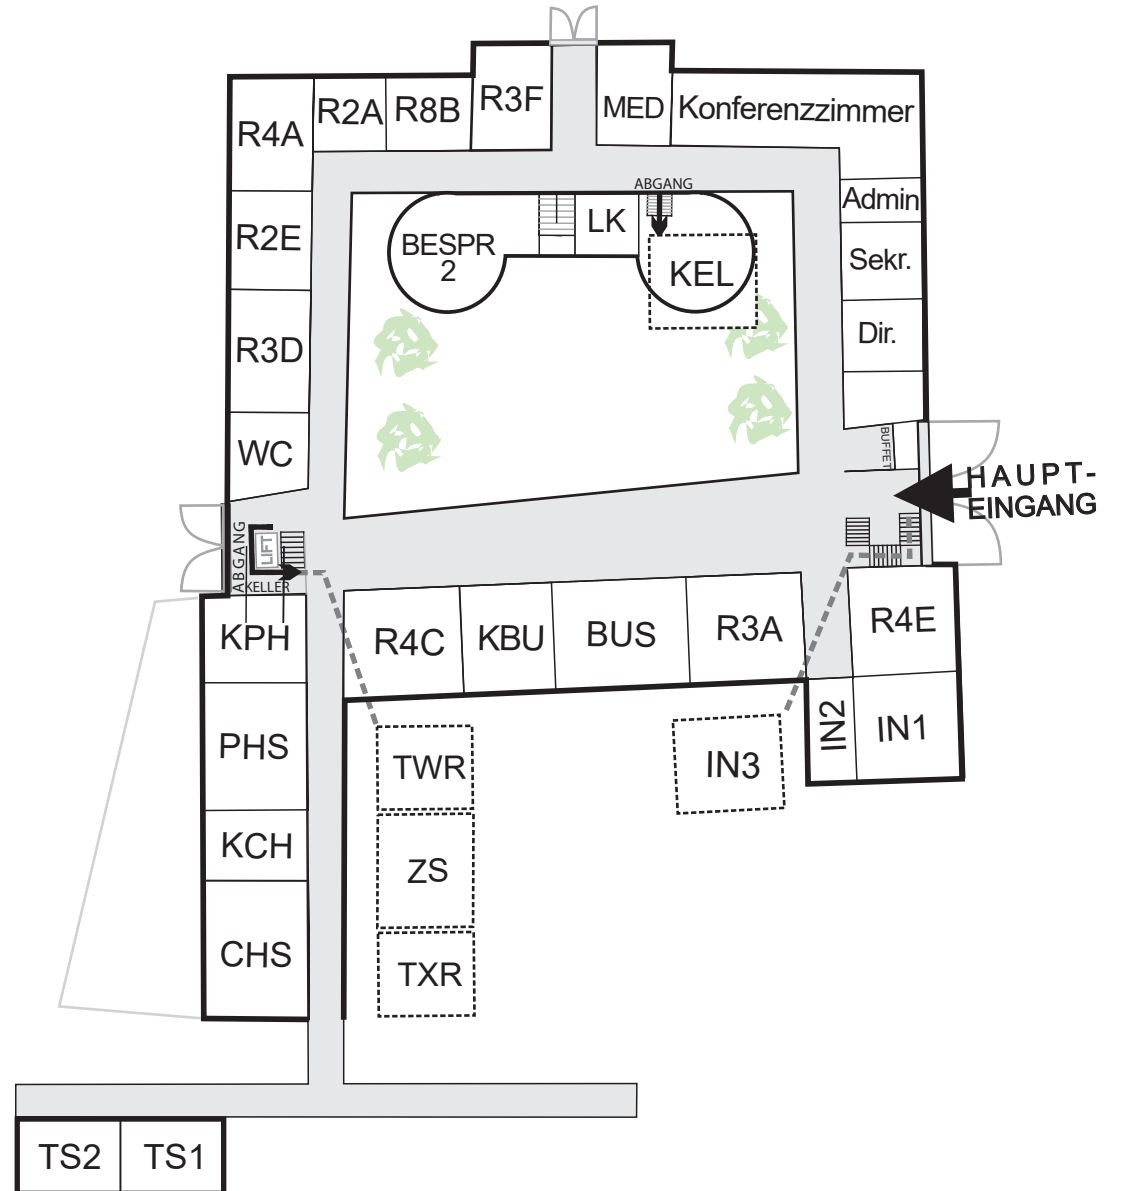 R3F
MED
Konferenzzimmer
R2A
R8B
R4A
ABGANG
Admin
LK
R2E
BESPR
2
Sekr.
KEL
Dir.
R3D
BUFFET
WC
HAUPT-
EINGANG
ABGANG
LIFT
KELLER
KPH
R4C
KBU
BUS
R3A
R4E
IN2
IN1
PHS
TWR
IN3
KCH
ZS
CHS
TXR
TS2
TS1